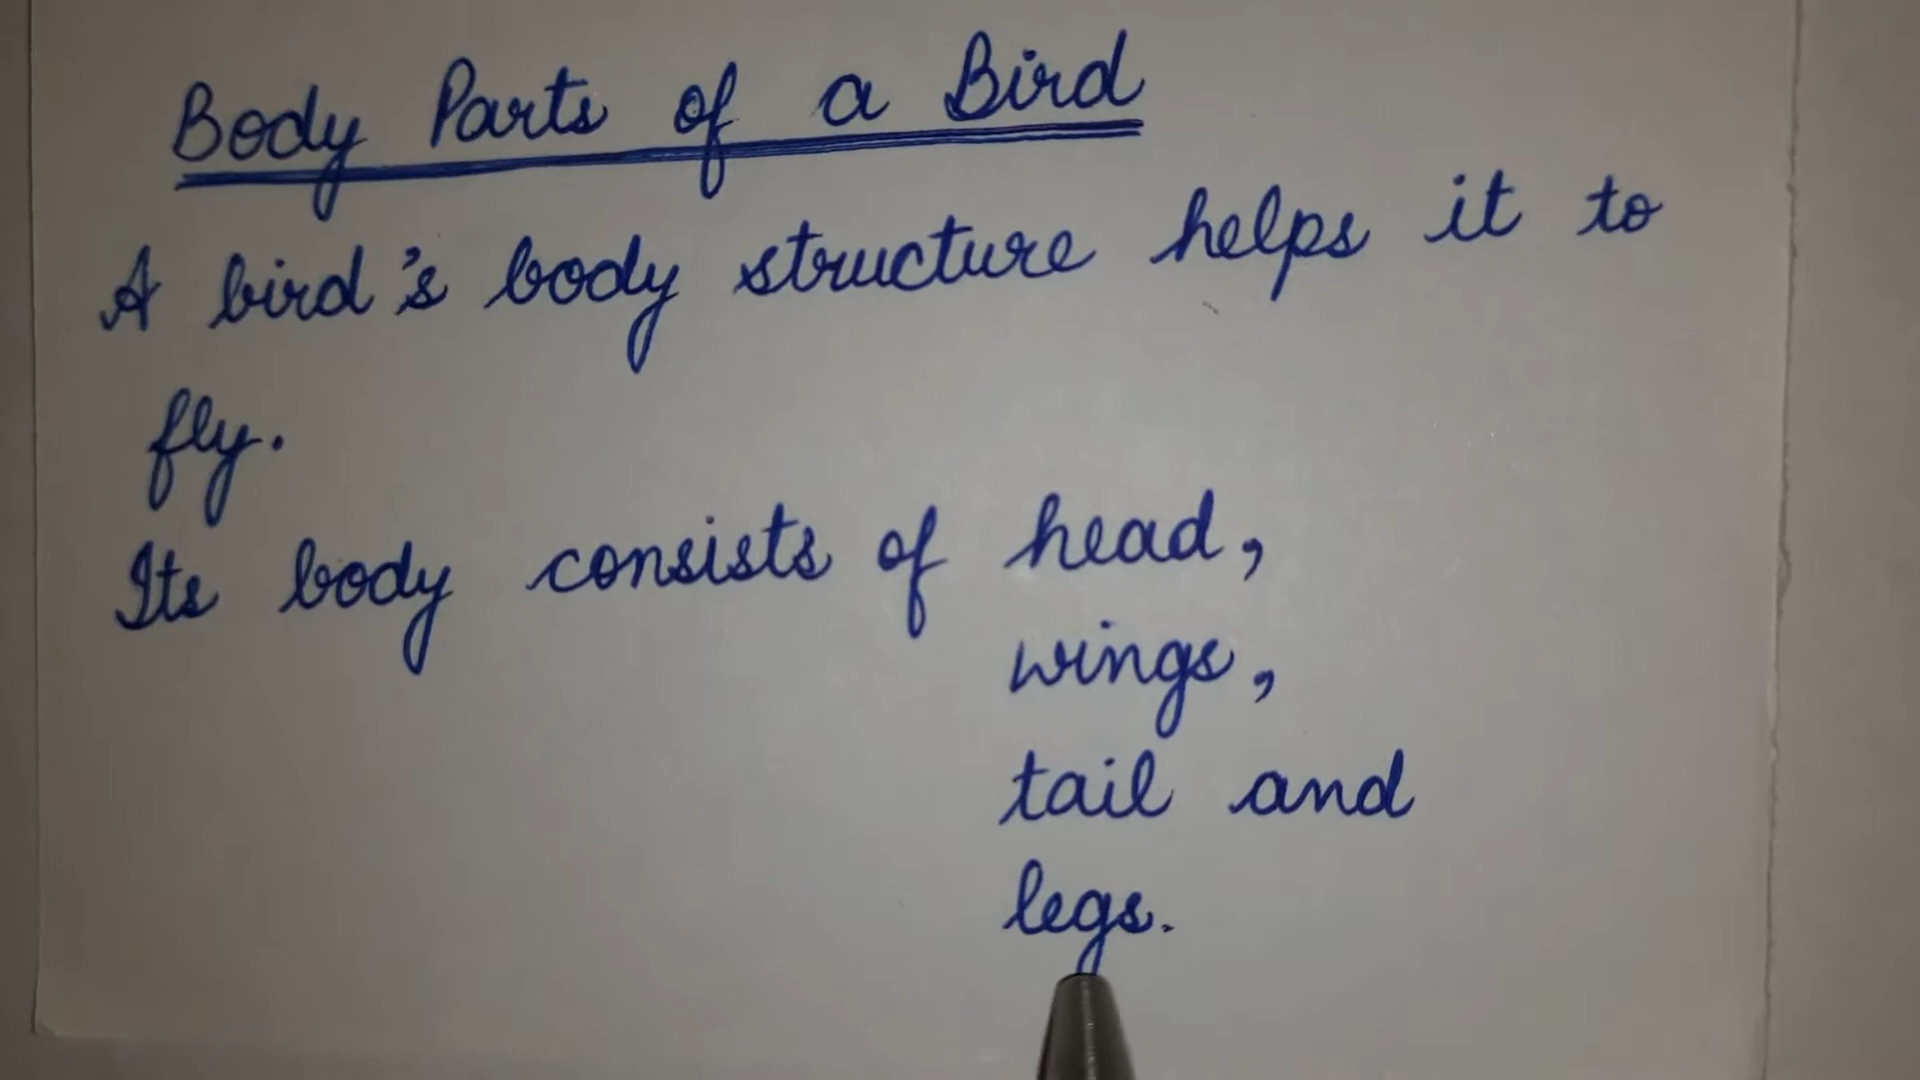 Body Parts of a Bird
A bird's body structure helps it to
fly.
Its body consists of head,
wings,
tail and
legs.